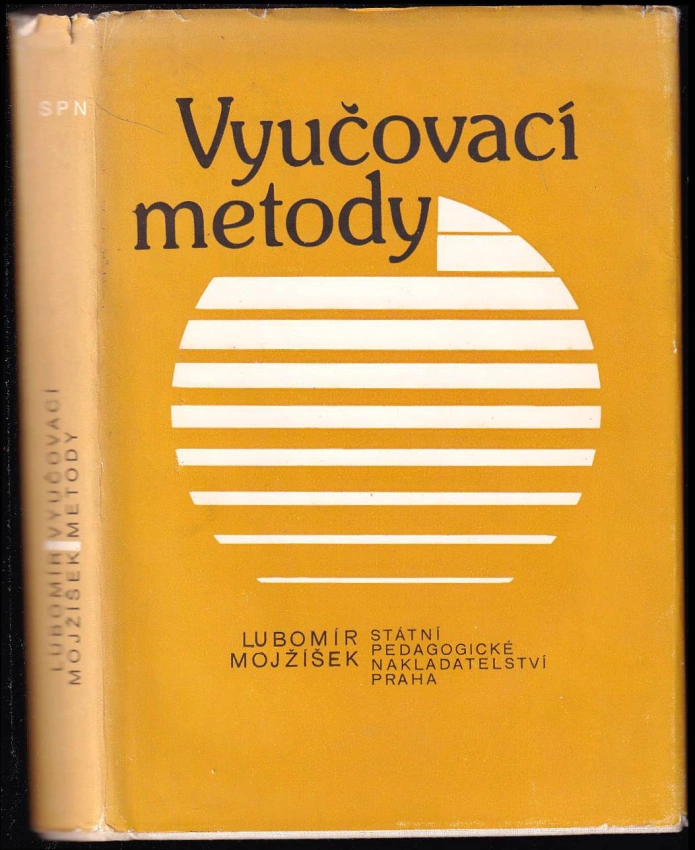 SPN
LUBOMÍR VYUČOVACÍ
MOJŽÍŠEK METODY
Vyučovací
metody
LUBOMÍR
MOJŽÍŠEK
STÁTNÍ
PEDAGOGICKÉ
NAKLADATELSTVÍ
PRAHA